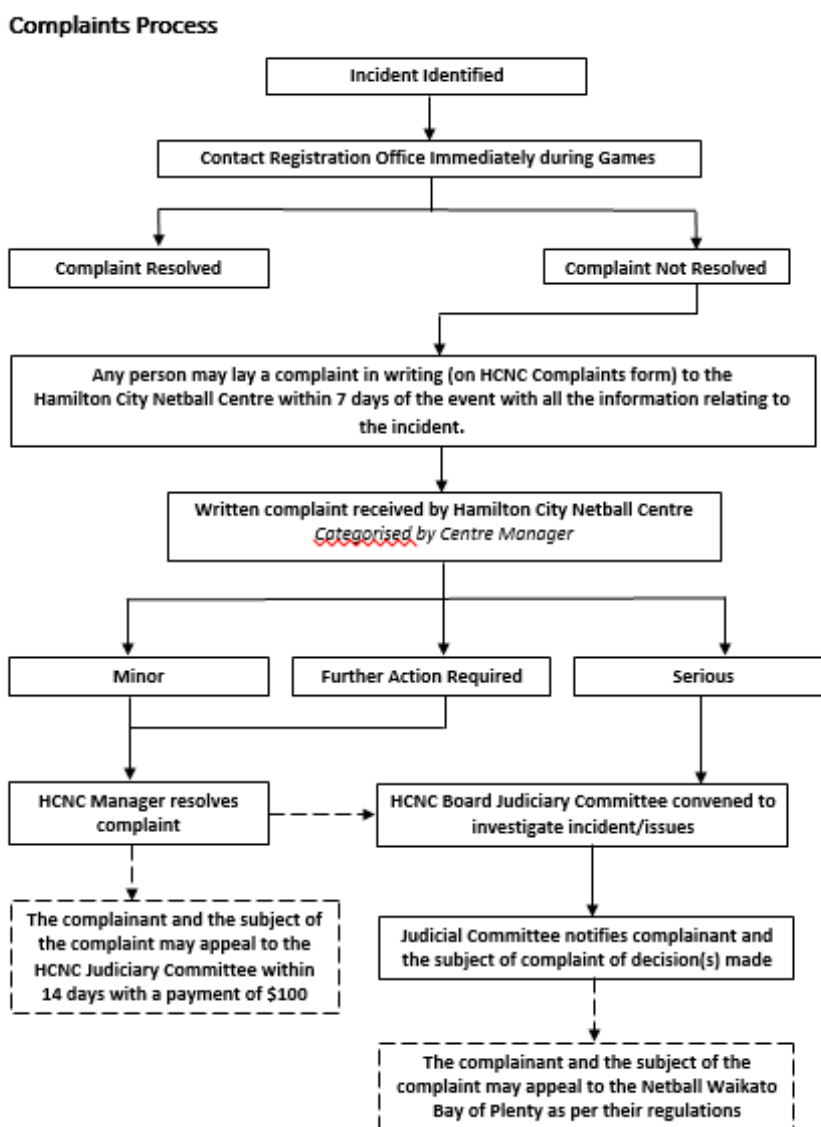 Complaints Process
Incident Identified
Contact Registration Office Immediately during Games
Complaint Resolved
Complaint Not Resolved
Any person may lay a complaint in writing (on HCNC Complaints form) to the
Hamilton City Netball Centre within 7 days of the event with all the information relating to
the incident.
Written complaint received by Hamilton City Netball Centre
Categorised by Centre Manager
Minor
Further Action Required
Serious
HCNC Manager resolves
complaint
HCNC Board Judiciary Committee convened to
investigate incident/issues
The complainant and the subject of
the complaint may appeal to the
HCNC Judiciary Committee within
14 days with a payment of $100
Judicial Committee notifies complainant and
the subject of complaint of decision(s) made
The complainant and the subject of the
complaint may appeal to the Netball Waikato
Bay of Plenty as per their regulations